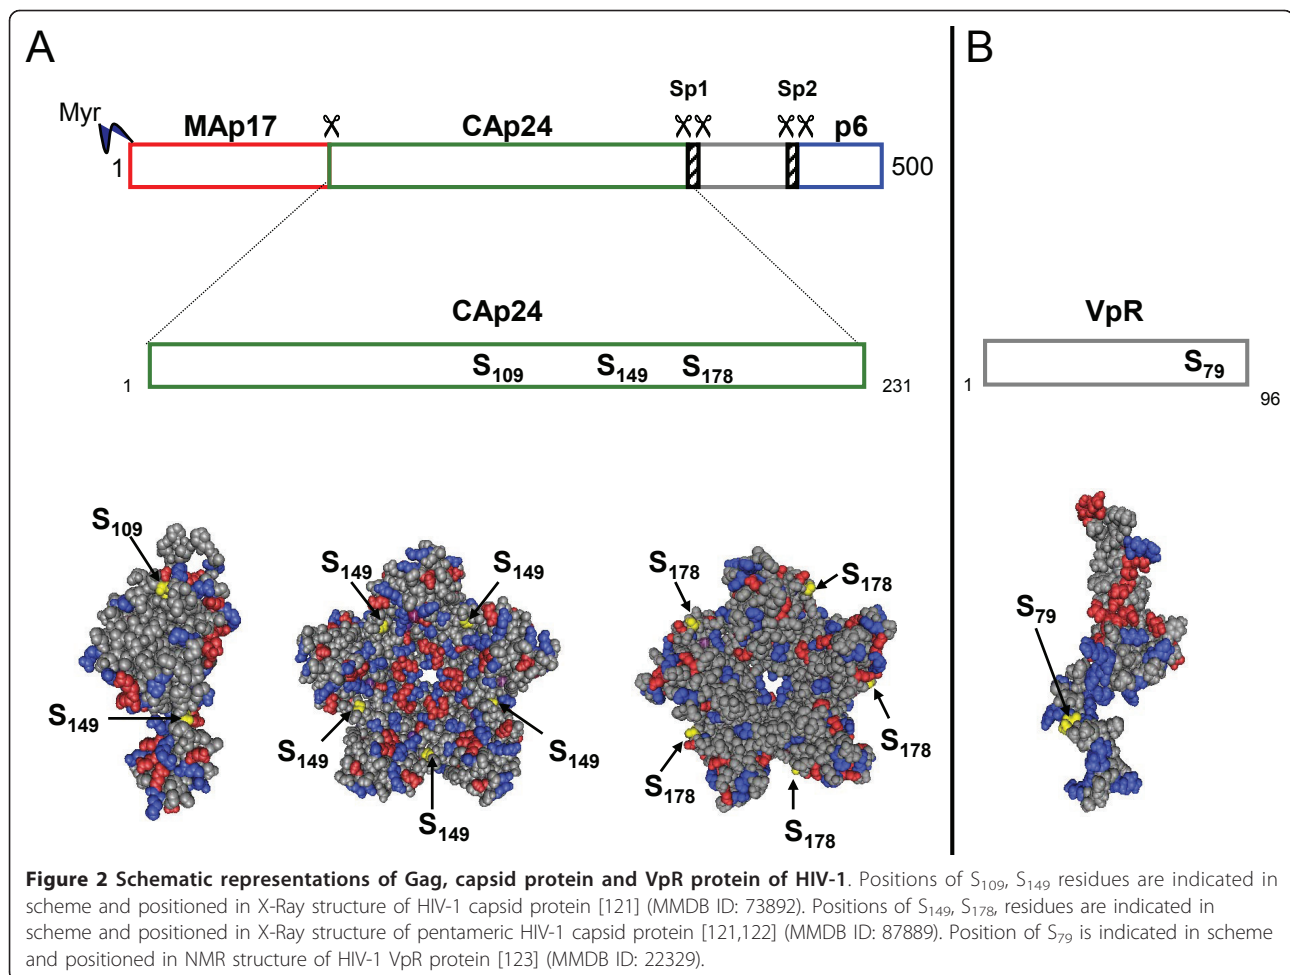 A
B
Sp1
Sp2
Myr
MAp17
CAp24
p6
1
500
CAp24
S109
S149
S178
1
231
VpR
S79
1
96
S109
S149
S149
S149
S149
S149
S149
S178
S178
S178
S178
S178
S79
Figure 2 Schematic representations of Gag, capsid protein and VpR protein of HIV-1. Positions of S109, S149 residues are indicated in
scheme and positioned in X-Ray structure of HIV-1 capsid protein [121] (MMDB ID: 73892). Positions of S149, S178, residues are indicated in
scheme and positioned in X-Ray structure of pentameric HIV-1 capsid protein [121,122] (MMDB ID: 87889). Position of S79 is indicated in scheme
and positioned in NMR structure of HIV-1 VpR protein [123] (MMDB ID: 22329).